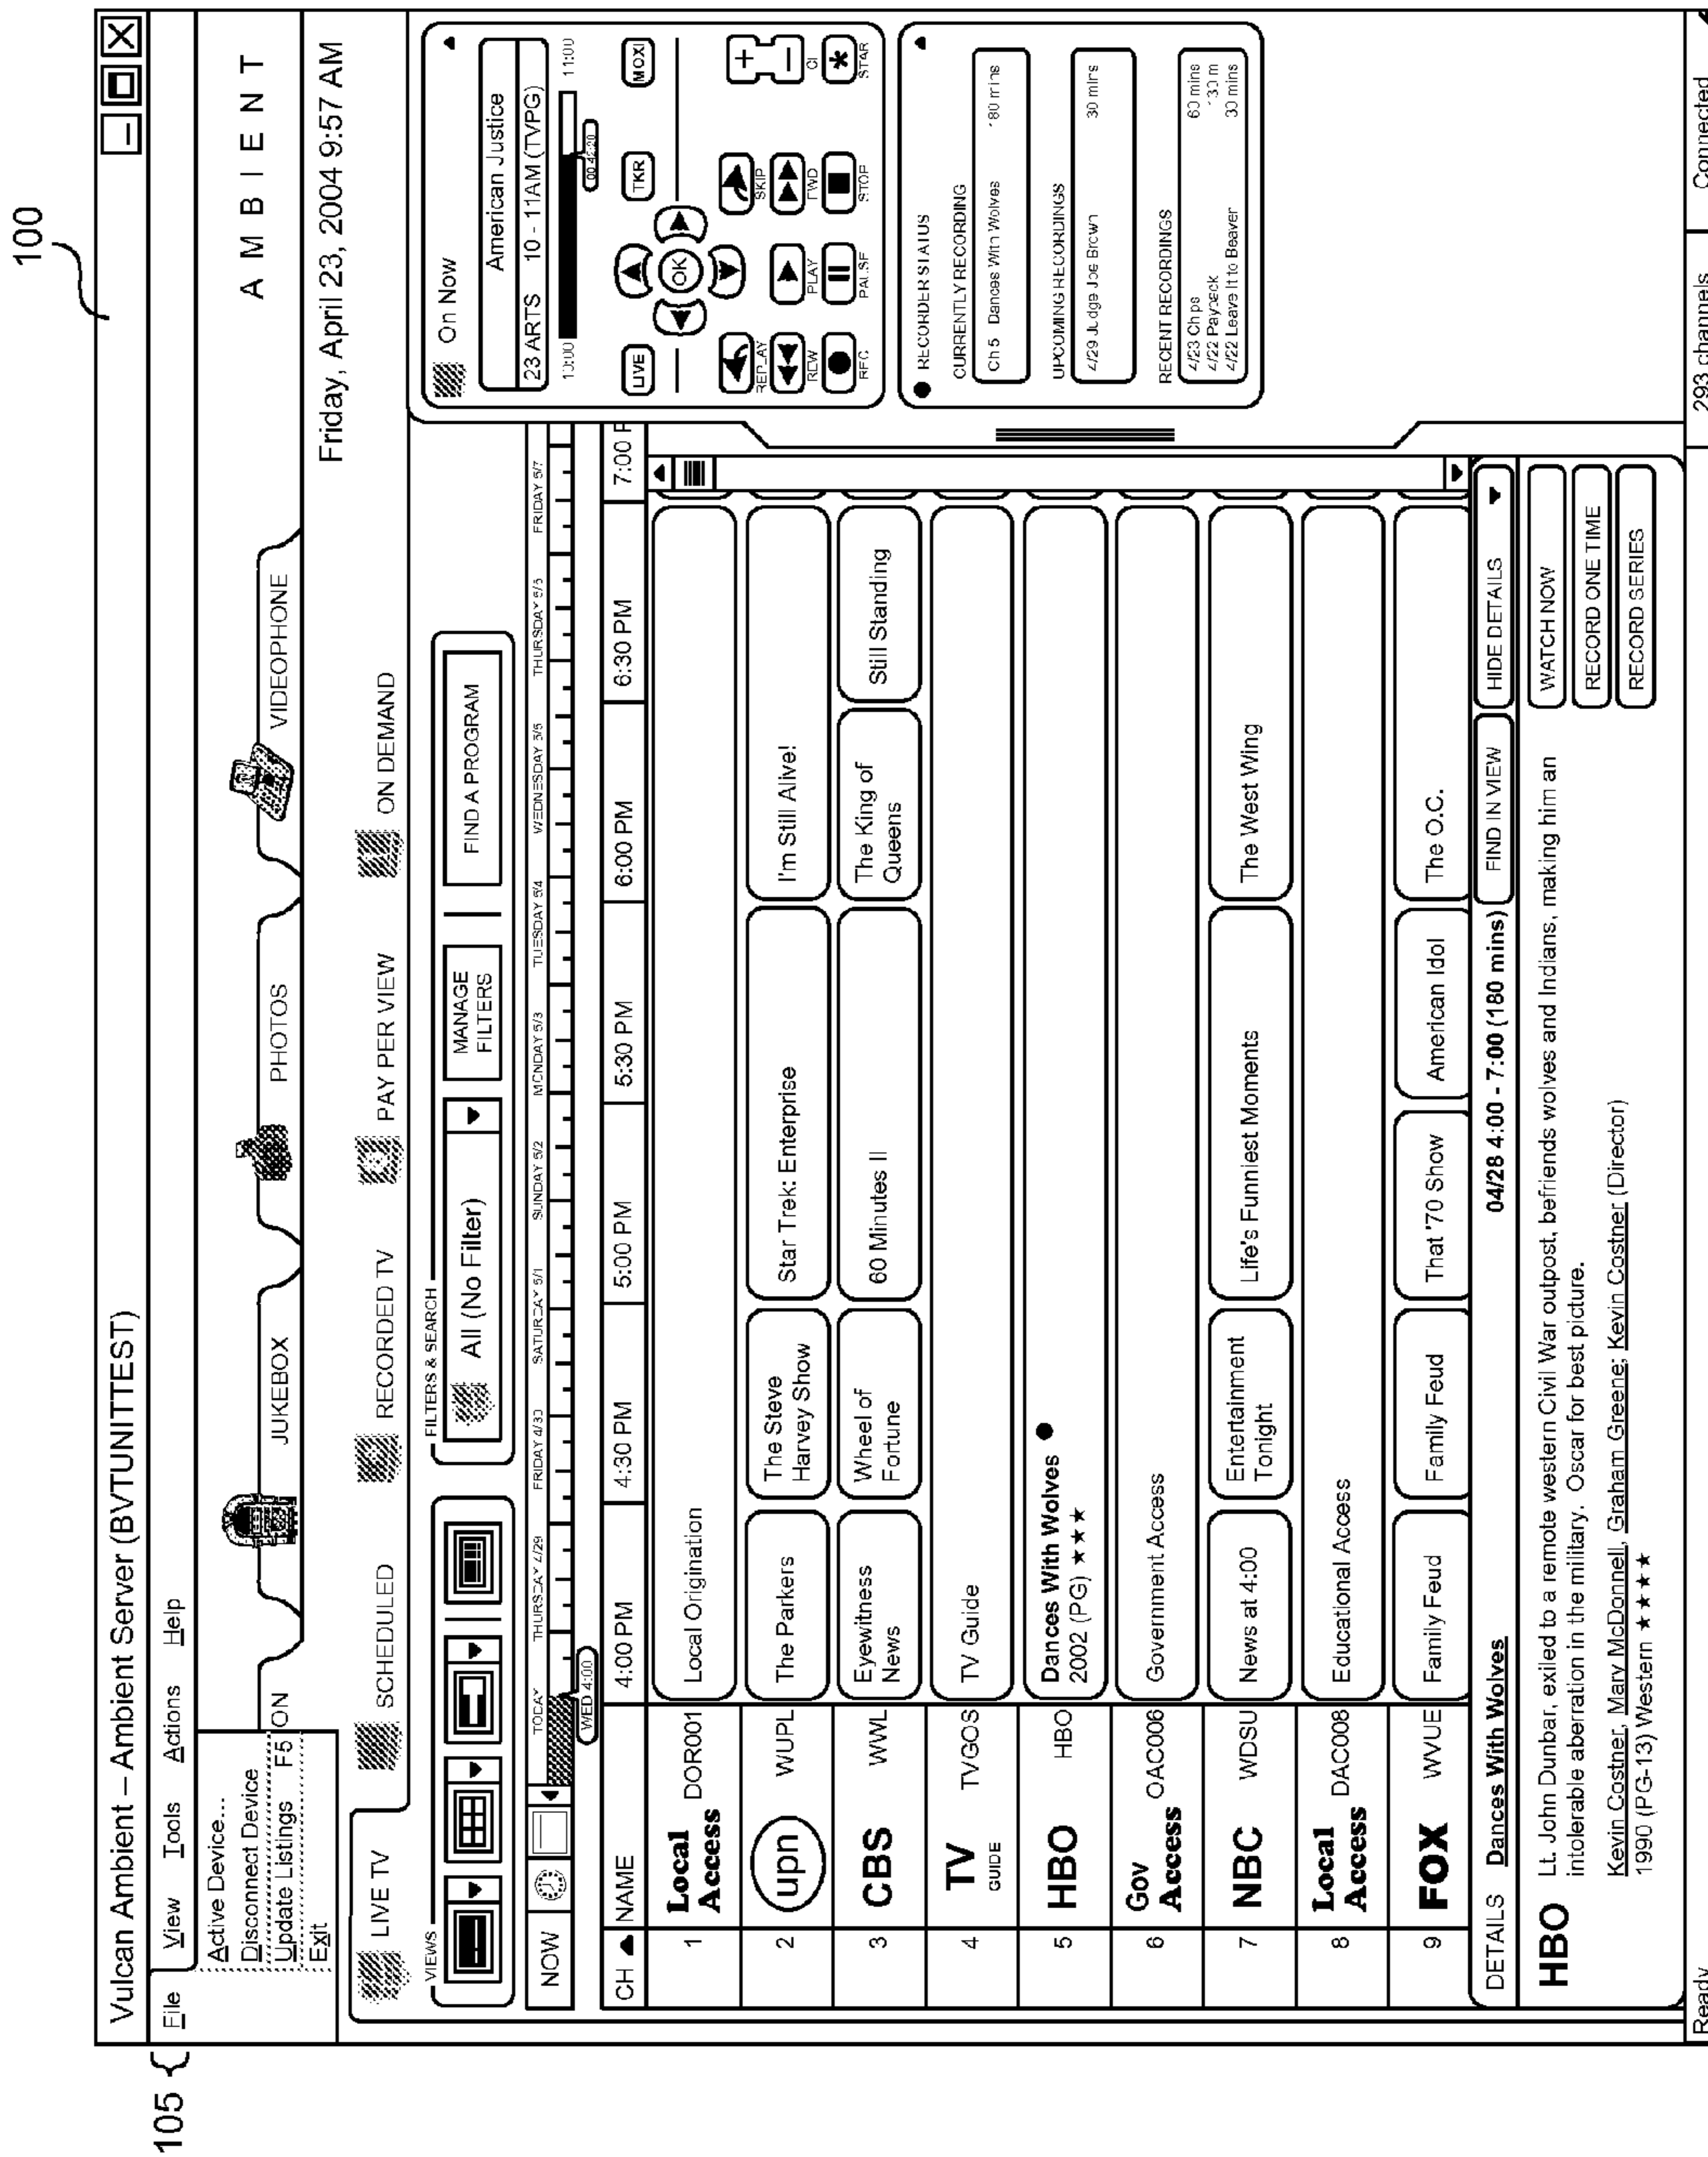 100
105
Vulcan Ambient – Ambient Server (BVTUNITTEST)
File View Tools Actions Help
Active Device...
Disconnect Device
Update Listings F5
Exit
ON JUKEBOX PHOTOS VIDEOPHONE
A M B I E N T
Friday, April 23, 2004 9:57 AM
LIVE TV SCHEDULED RECORDED TV PAY PER VIEW ON DEMAND
VIEWS
FILTERS & SEARCH
All (No Filter)
MANAGE
FILTERS
FIND A PROGRAM
NOW
TODAY THURSDAY 4/29 FRIDAY 4/30 SATURDAY 5/1 SUNDAY 5/2 MONDAY 5/3 TUESDAY 5/4 WEDNESDAY 5/5 THURSDAY 5/6 FRIDAY 5/7
WED 4:00
CH NAME 4:00 PM 4:30 PM 5:00 PM 5:30 PM 6:00 PM 6:30 PM 7:00 P
1 Local Access DOR001 Local Origination
2 upn WUPL The Parkers The Steve Harvey Show Star Trek: Enterprise I'm Still Alive!
3 CBS WWL Eyewitness News Wheel of Fortune 60 Minutes II The King of Queens Still Standing
4 TV GUIDE TVGOS TV Guide
5 HBO HBO Dances With Wolves ●
2002 (PG) ★★★
6 Gov Access OAC006 Government Access
7 NBC WDSU News at 4:00 Entertainment Tonight Life's Funniest Moments The West Wing
8 Local Access DAC008 Educational Access
9 FOX WVUE Family Feud Family Feud That '70 Show American Idol The O.C.
DETAILS Dances With Wolves 04/28 4:00 - 7:00 (180 mins) FIND IN VIEW HIDE DETAILS
HBO
Lt. John Dunbar, exiled to a remote western Civil War outpost, befriends wolves and Indians, making him an
intolerable aberration in the military. Oscar for best picture.
Kevin Costner, Mary McDonnell, Graham Greene; Kevin Costner (Director)
1990 (PG-13) Western ★★★★
WATCH NOW
RECORD ONE TIME
RECORD SERIES
On Now
American Justice
23 ARTS 10 - 11AM (TVPG)
10:00 11:00
00:42:20
LIVE TKR MOXI
OK
REPLAY SKIP
REW PLAY FWD
REC PAUSE STOP STAR
RECORDER STATUS
CURRENTLY RECORDING
Ch 5 Dances With Wolves 180 mins
UPCOMING RECORDINGS
4/29 Judge Joe Brown 30 mins
RECENT RECORDINGS
4/23 Chips 60 mins
4/22 Payback 130 m
4/22 Leave It to Beaver 30 mins
Ready 293 channels Connected